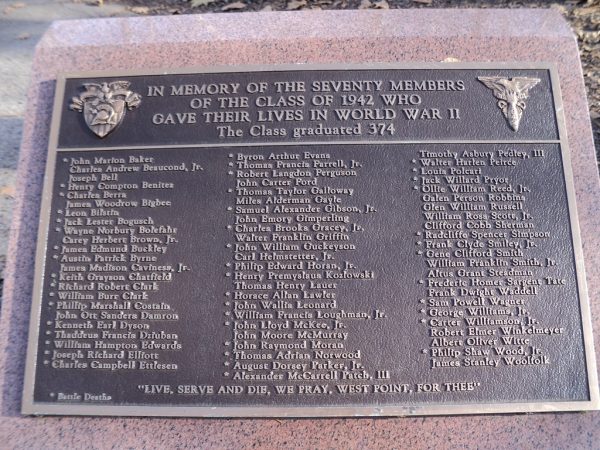 IN MEMORY OF THE SEVENTY MEMBERS
OF THE CLASS OF 1942 WHO
GAVE THEIR LIVES IN WORLD WAR II
The Class graduated 374
* John Marion Baker
Charles Andrew Beaucond, Jr.
Joseph Bell
* Henry Compton Benitez
* Charles Berra
James Woodrow Bigbee
* Leon Bilstin
* Jack Lester Bogusch
* Wayne Norbury Bolefahr
Carey Herbert Brown, Jr.
* James Edmund Buckley
* Austin Patrick Byrne
James Madison Caviness, Jr.
* Keith Grayson Chatfield
* Richard Robert Clark
* William Burr Clark
* Phillip Marshall Costain
John Ott Sanders Damron
* Kenneth Earl Dyson
* Thaddeus Francis Dziuban
* William Hampton Edwards
* Joseph Richard Elliott
* Charles Campbell Ettlesen
* Byron Arthur Evans
* Thomas Francis Farrell, Jr.
* Robert Langdon Ferguson
John Carter Ford
* Thomas Taylor Galloway
Miles Alderman Gayle
* Samuel Alexander Gibson, Jr.
John Emory Gimperling
* Charles Brooks Gracey, Jr.
Walter Franklin Griffin
* John William Guckeyson
Carl Helmstetter, Jr.
* Philip Edward Horan, Jr.
* Henry Premyslaus Kozlowski
Thomas Henry Lauer
* Horace Allan Lawler
* John Wallis Leonard
* William Francis Loughman, Jr.
* John Lloyd McKee, Jr.
John Moore McMurray
* John Raymond Moran
* Thomas Adrian Norwood
* August Dorsey Parker, Jr.
* Alexander McCarrell Patch, III
Timothy Asbury Pedley, III
* Walter Harlen Peirce
* Louis Polcari
* Jack Willard Pryor
* Ollie William Reed, Jr.
Galen Person Robbins
Glen William Russell
William Ross Scott, Jr.
Clifford Cobb Sherman
* Radcliffe Spencer Simpson
* Frank Clyde Smiley, Jr.
* Gene Clifford Smith
William Franklin Smith, Jr.
Altus Grant Steadman
* Frederic Homer Sargent Tate
Frank Dwight Waddell
* Sam Powell Wagner
* George Williams, Jr.
* Carter Williamson, Jr.
Robert Elmer Winkelmeyer
Albert Oliver Witte
* Philip Shaw Wood, Jr.
James Stanley Woolfolk
"LIVE, SERVE AND DIE, WE PRAY, WEST POINT, FOR THEE"
* Battle Deaths